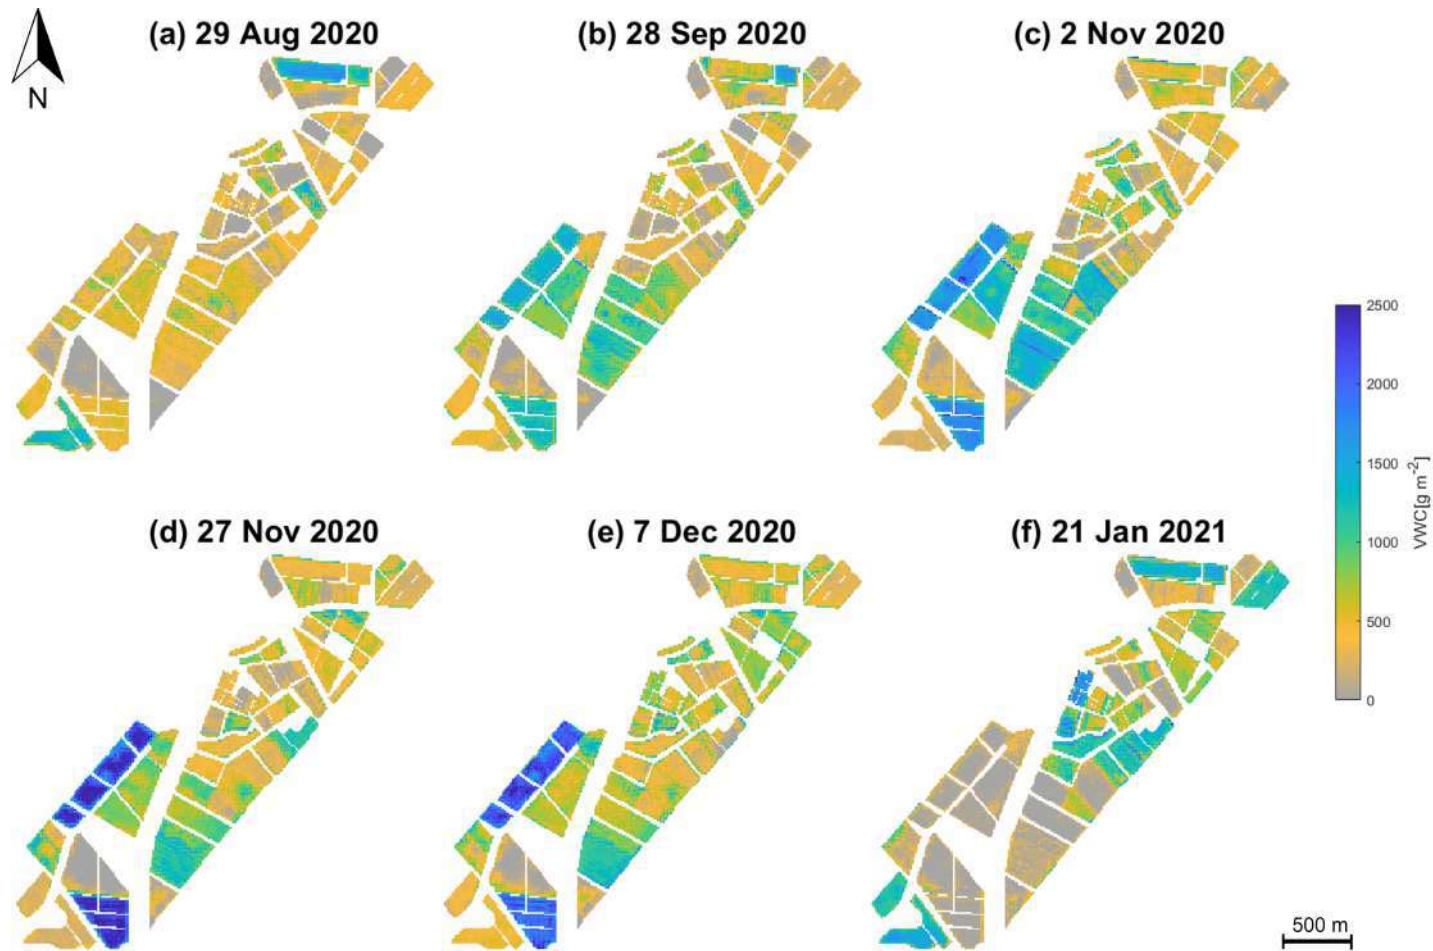 (a) 29 Aug 2020
(b) 28 Sep 2020
(c) 2 Nov 2020
N
2500
2000
1500
1000
500
0
VWC[g m⁻²]
(d) 27 Nov 2020
(e) 7 Dec 2020
(f) 21 Jan 2021
500 m